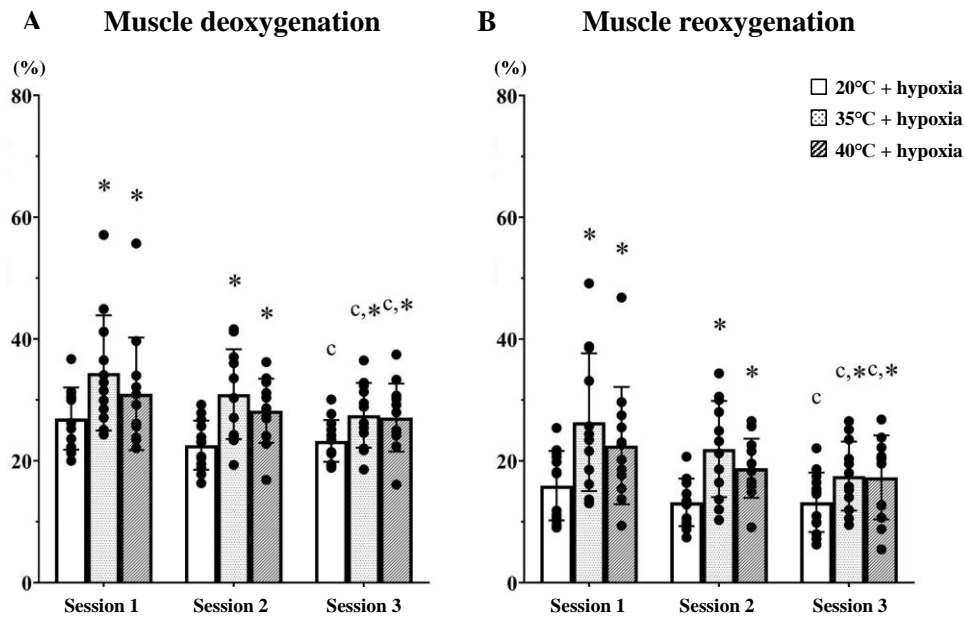 A Muscle deoxygenation
(%)
80
60
40
20
0
* *
* *
c c,* c,*
Session 1 Session 2 Session 3
B Muscle reoxygenation
(%)
80
60
40
20
0
20°C + hypoxia
35°C + hypoxia
40°C + hypoxia
* *
* *
c c,* c,*
Session 1 Session 2 Session 3